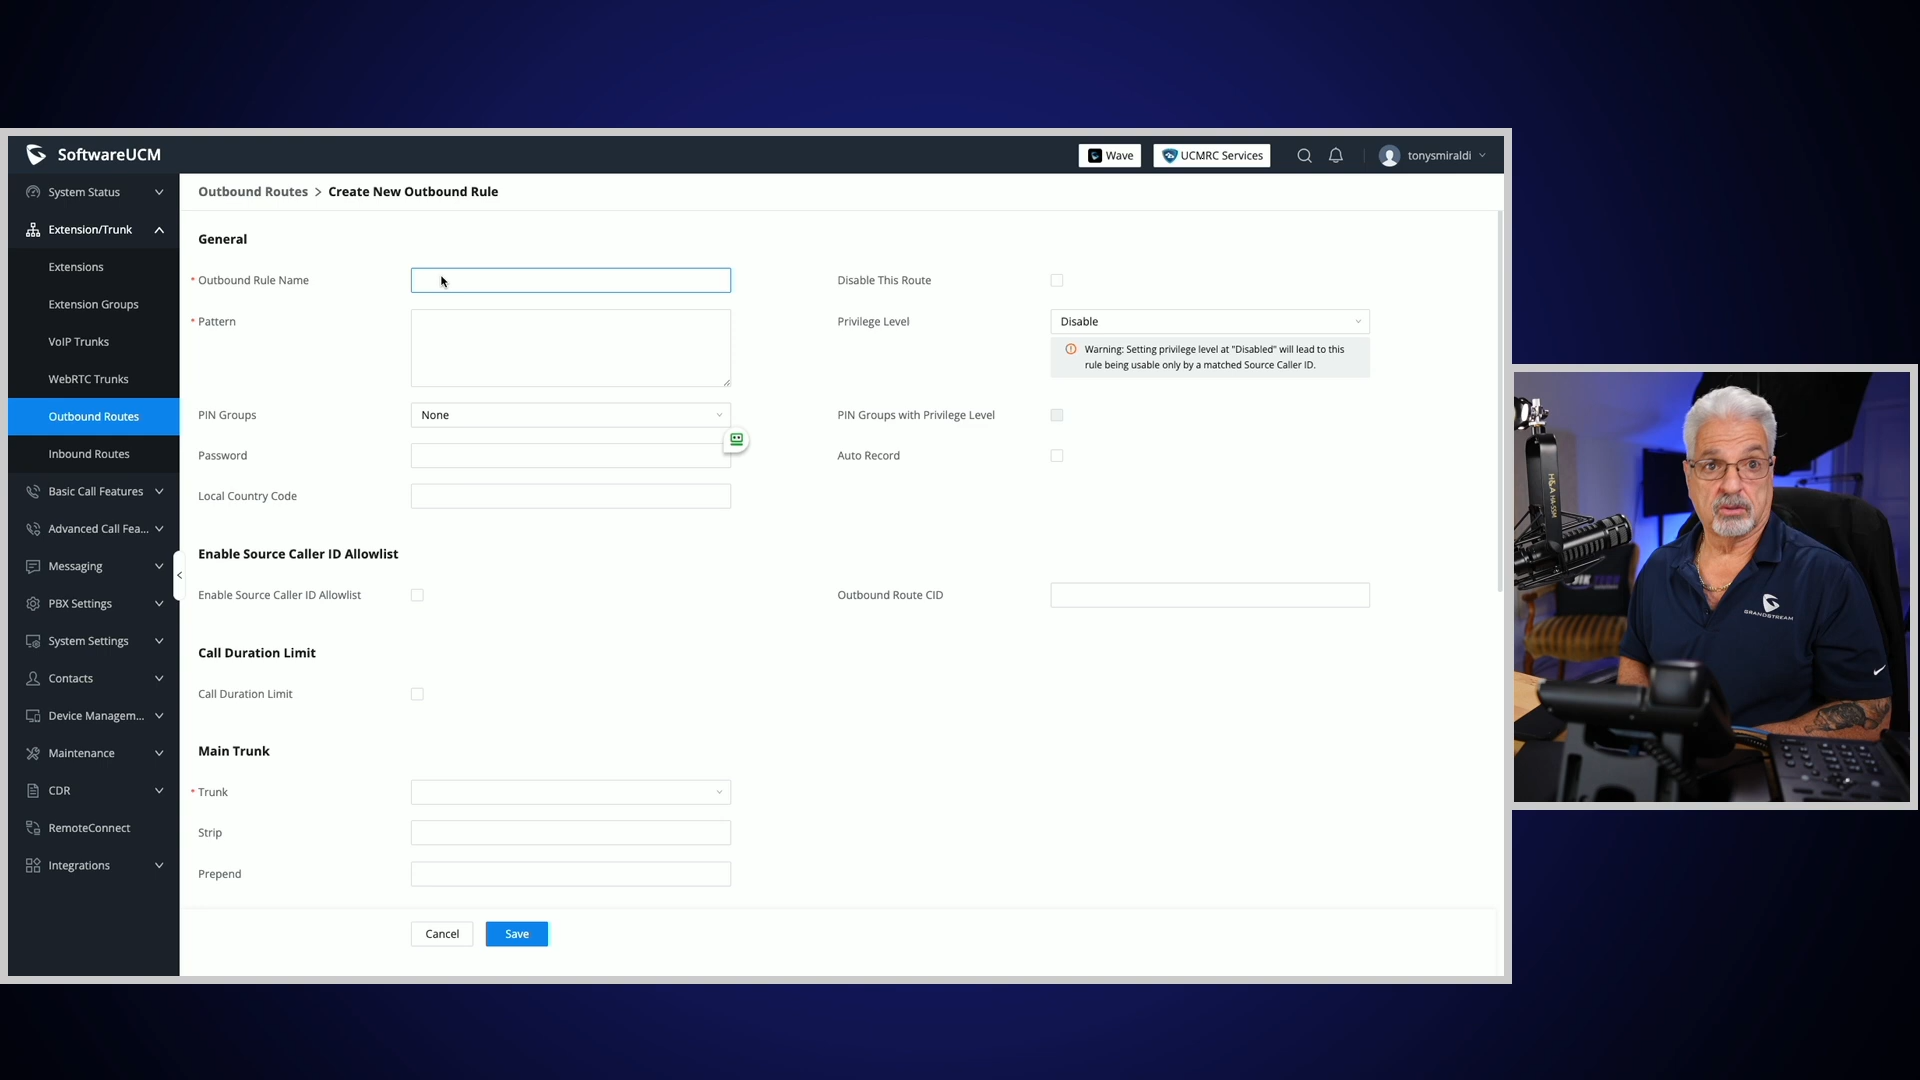 SoftwareUCM
Wave
UCMRC Services
tonysmiraldi
System Status
Extension/Trunk
Extensions
Extension Groups
VoIP Trunks
WebRTC Trunks
Outbound Routes
Inbound Routes
Basic Call Features
Advanced Call Fea...
Messaging
PBX Settings
System Settings
Contacts
Device Managem...
Maintenance
CDR
RemoteConnect
Integrations
Outbound Routes > Create New Outbound Rule
General
* Outbound Rule Name
Disable This Route
* Pattern
Privilege Level
Disable
Warning: Setting privilege level at "Disabled" will lead to this
rule being usable only by a matched Source Caller ID.
PIN Groups
None
PIN Groups with Privilege Level
Password
Auto Record
Local Country Code
Enable Source Caller ID Allowlist
Enable Source Caller ID Allowlist
Outbound Route CID
Call Duration Limit
Call Duration Limit
Main Trunk
* Trunk
Strip
Prepend
Cancel
Save
H&A HA-SSM
GRANDSTREAM